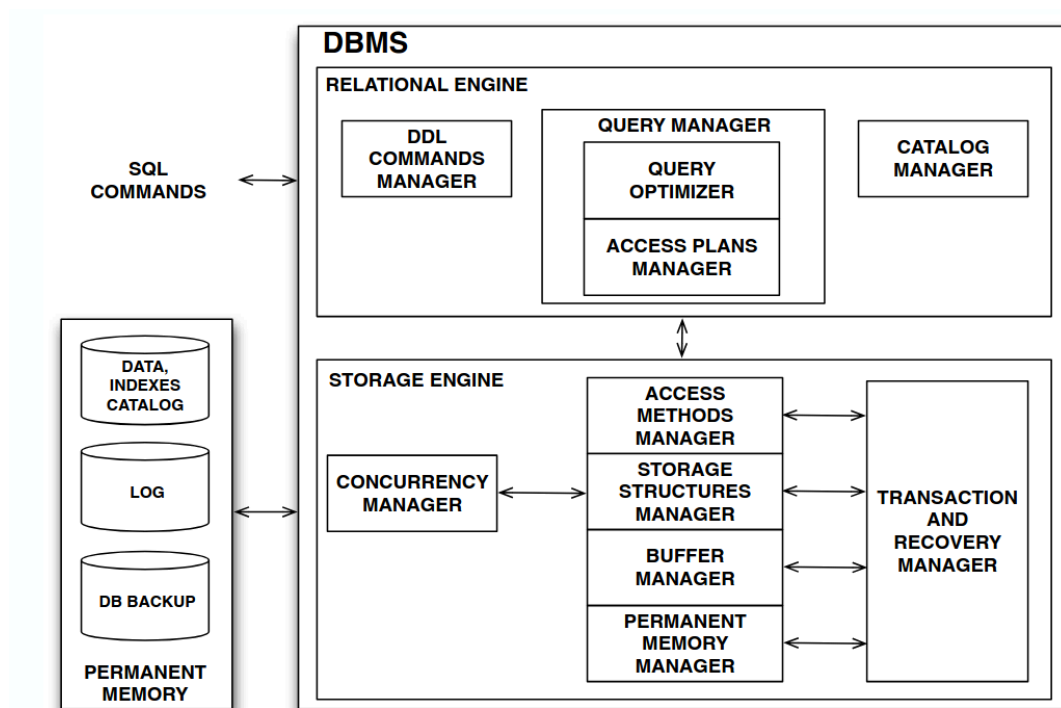 DBMS
RELATIONAL ENGINE
DDL
COMMANDS
MANAGER
QUERY MANAGER
QUERY
OPTIMIZER
ACCESS PLANS
MANAGER
CATALOG
MANAGER
SQL
COMMANDS
DATA,
INDEXES
CATALOG
LOG
DB BACKUP
PERMANENT
MEMORY
STORAGE ENGINE
CONCURRENCY
MANAGER
ACCESS
METHODS
MANAGER
STORAGE
STRUCTURES
MANAGER
BUFFER
MANAGER
PERMANENT
MEMORY
MANAGER
TRANSACTION
AND
RECOVERY
MANAGER